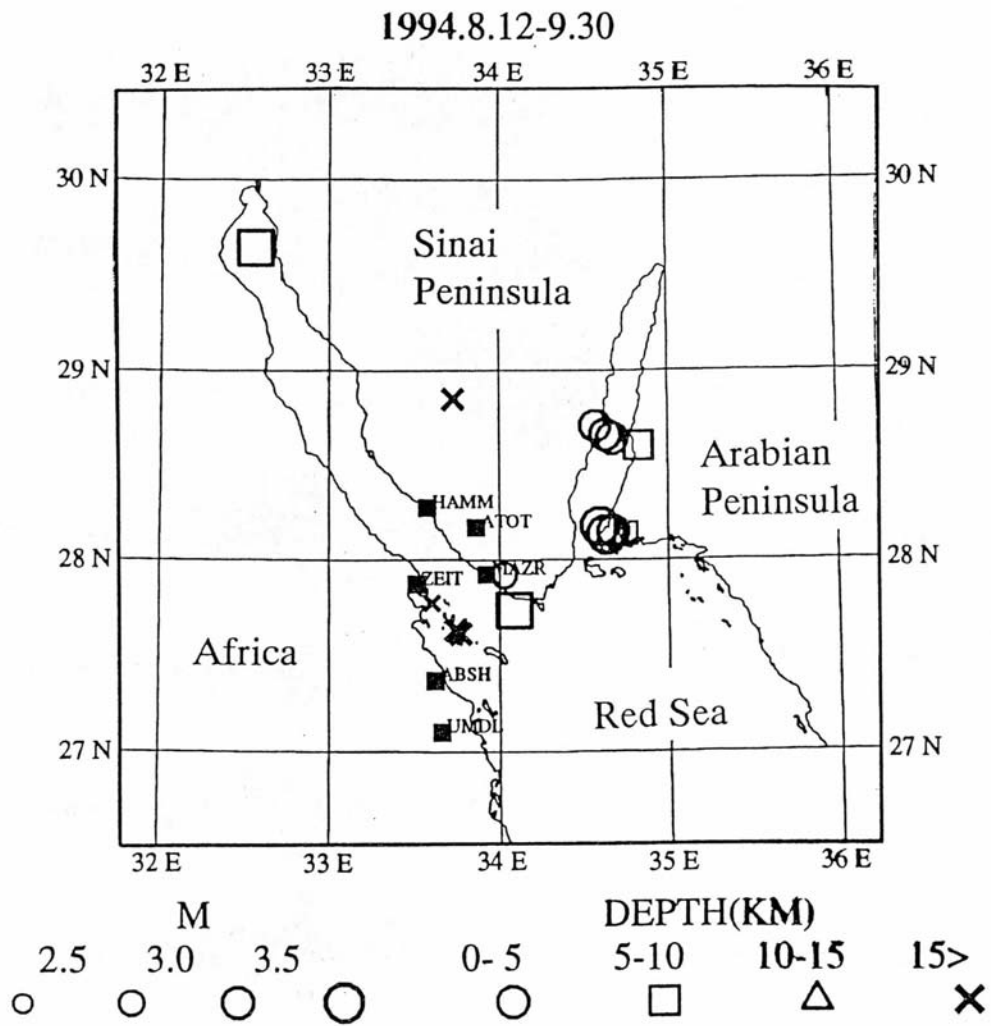 1994.8.12-9.30
32 E 33 E 34 E 35 E 36 E
30 N 30 N
Sinai
Peninsula
29 N 29 N
Arabian
Peninsula
HAMM
ATOT
28 N 28 N
MAZR
ZEIT
Africa
ABSH
Red Sea
UMDL
27 N 27 N
32 E 33 E 34 E 35 E 36 E
M DEPTH(KM)
2.5 3.0 3.5 0- 5 5-10 10-15 15>